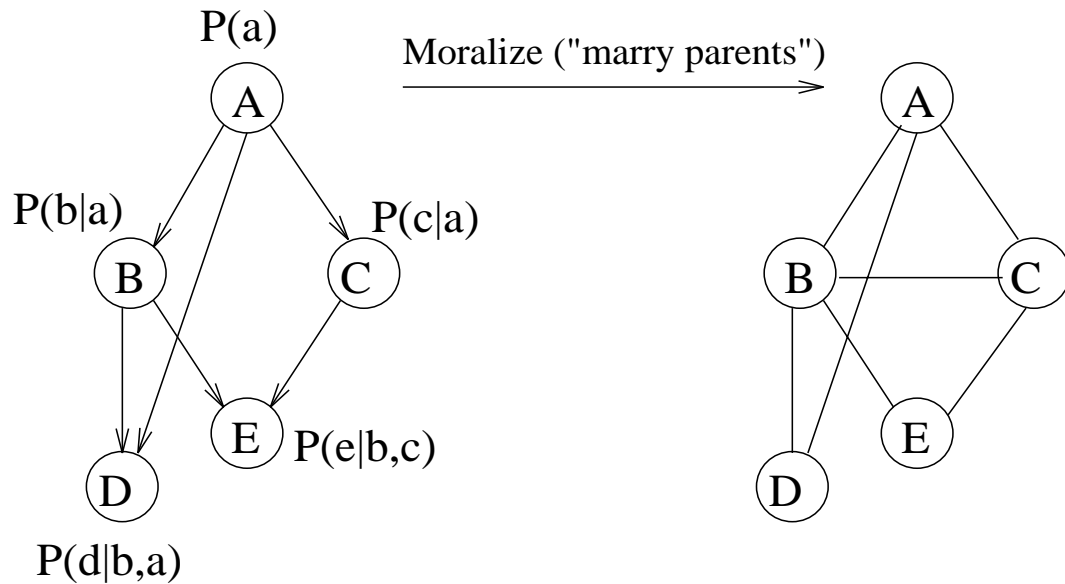 P(a)
Moralize ("marry parents")
A
A
P(b|a)
P(c|a)
B
C
B
C
E
P(e|b,c)
E
D
D
P(d|b,a)